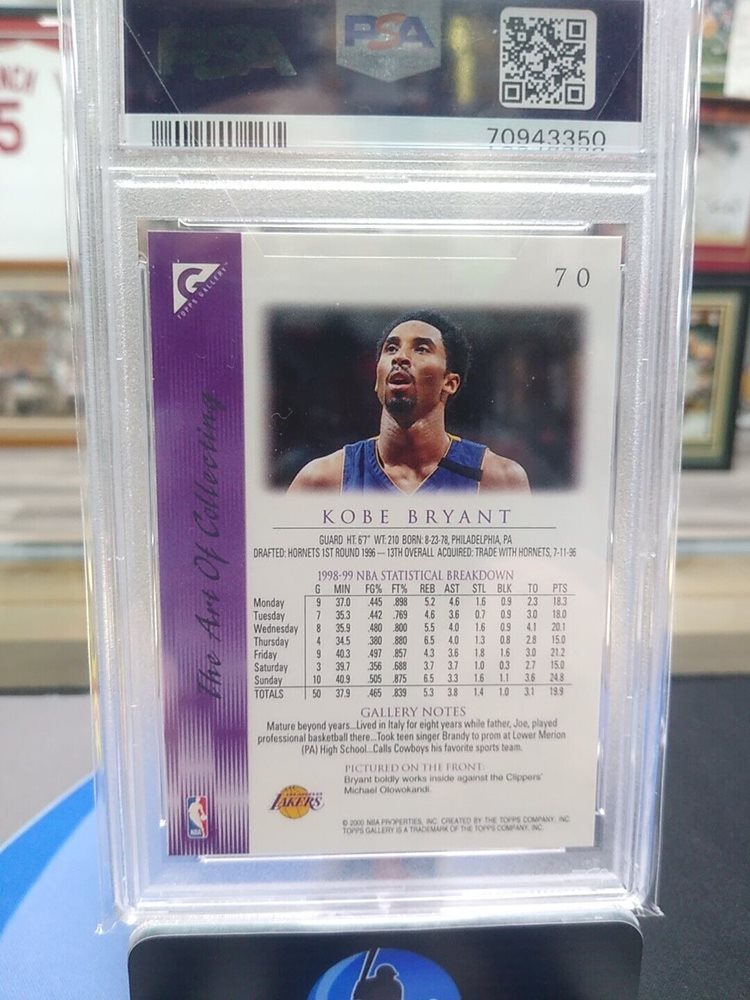 PSA
PSA
70943350
NCH
5
G
TOPPS GALLERY
The Art Of Collecting
70
KOBE BRYANT
GUARD HT: 6'7" WT: 210 BORN: 8-23-78, PHILADELPHIA, PA
DRAFTED: HORNETS 1ST ROUND 1996 — 13TH OVERALL ACQUIRED: TRADE WITH HORNETS, 7-11-96
1998-99 NBA STATISTICAL BREAKDOWN
G MIN FG% FT% REB AST STL BLK TO PTS
Monday 9 37.0 .445 .898 5.2 4.6 1.6 0.9 2.3 18.3
Tuesday 7 35.3 .442 .769 4.6 3.6 0.7 0.9 3.0 18.0
Wednesday 8 35.9 .480 .800 5.5 4.0 1.6 0.9 4.1 20.1
Thursday 4 34.5 .380 .880 6.5 4.0 1.3 0.8 2.8 15.0
Friday 9 40.3 .497 .857 4.3 3.6 1.8 1.6 3.0 21.2
Saturday 3 39.7 .356 .688 3.7 3.7 1.0 0.3 2.7 15.0
Sunday 10 40.9 .505 .875 6.5 3.3 1.6 1.1 3.6 24.8
TOTALS 50 37.9 .465 .839 5.3 3.8 1.4 1.0 3.1 19.9
GALLERY NOTES
Mature beyond years...Lived in Italy for eight years while father, Joe, played
professional basketball there...Took teen singer Brandy to prom at Lower Merion
(PA) High School...Calls Cowboys his favorite sports team.
PICTURED ON THE FRONT:
Bryant boldly works inside against the Clippers'
Michael Olowokandi.
LAKERS
NBA
© 2000 NBA PROPERTIES, INC. CREATED BY THE TOPPS COMPANY, INC.
TOPPS GALLERY IS A TRADEMARK OF THE TOPPS COMPANY, INC.